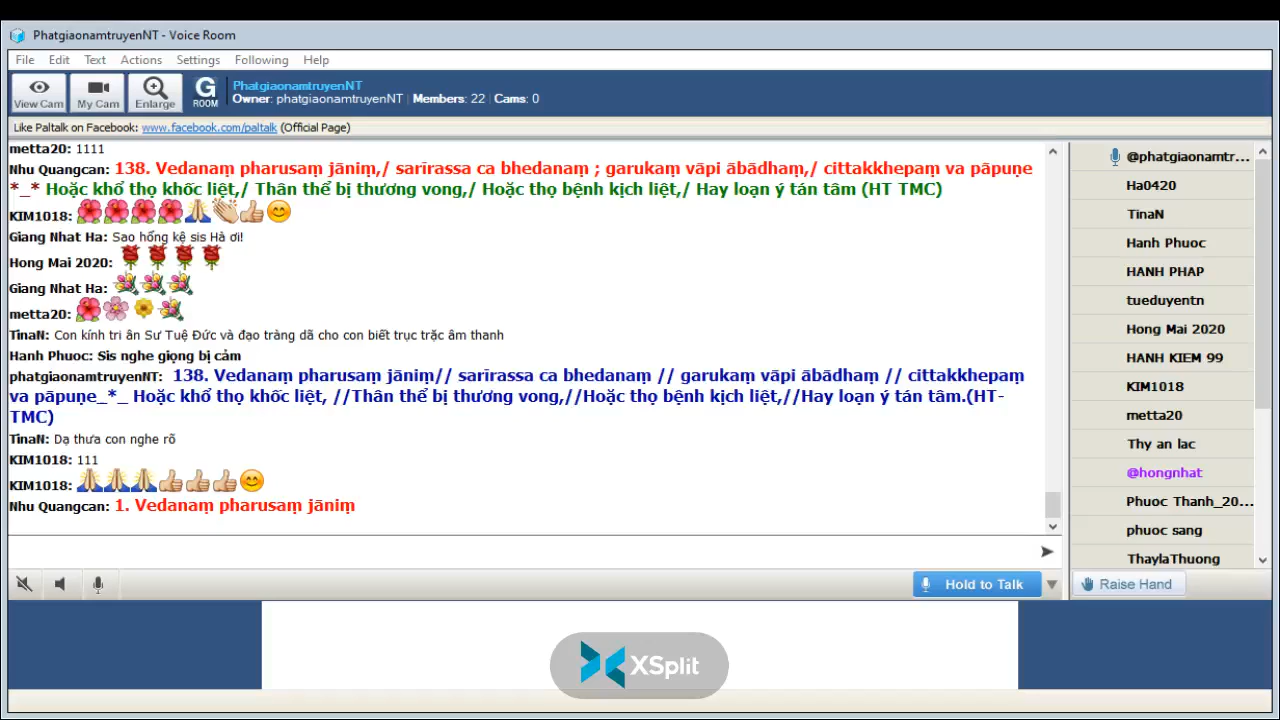 PhatgiaonamtruyenNT - Voice Room
File Edit Text Actions Settings Following Help
View Cam My Cam Enlarge G ROOM
PhatgiaonamtruyenNT
Owner: phatgiaonamtruyenNT | Members: 22 | Cams: 0
Like Paltalk on Facebook: www.facebook.com/paltalk (Official Page)
metta20: 1111
Nhu Quangcan: 138. Vedanaṃ pharusaṃ jāniṃ,/ sarīrassa ca bhedanaṃ ; garukaṃ vāpi ābādhaṃ,/ cittakkhepaṃ va pāpuṇe
*_* Hoặc khổ thọ khốc liệt,/ Thân thể bị thương vong,/ Hoặc thọ bệnh kịch liệt,/ Hay loạn ý tán tâm (HT TMC)
KIM1018: 🌺🌺🌺🌺🙏👏👍😊
Giang Nhat Ha: Sao hổng kệ sis Hà ơi!
Hong Mai 2020: 🌹🌹🌹🌹
Giang Nhat Ha: 💐💐💐
metta20: 🌺🌸🌼💐
TinaN: Con kính tri ân Sư Tuệ Đức và đạo tràng dã cho con biết trục trặc âm thanh
Hanh Phuoc: Sis nghe giọng bị cảm
phatgiaonamtruyenNT: 138. Vedanaṃ pharusaṃ jāniṃ// sarīrassa ca bhedanaṃ // garukaṃ vāpi ābādhaṃ // cittakkhepaṃ
va pāpuṇe_*_ Hoặc khổ thọ khốc liệt, //Thân thể bị thương vong,//Hoặc thọ bệnh kịch liệt,//Hay loạn ý tán tâm.(HT-
TMC)
TinaN: Dạ thưa con nghe rõ
KIM1018: 111
KIM1018: 🙏🙏🙏👍👍👍😊
Nhu Quangcan: 1. Vedanaṃ pharusaṃ jāniṃ
@phatgiaonamtr...
Ha0420
TinaN
Hanh Phuoc
HANH PHAP
tueduyentn
Hong Mai 2020
HANH KIEM 99
KIM1018
metta20
Thy an lac
@hongnhat
Phuoc Thanh_20...
phuoc sang
ThaylaThuong
Hold to Talk
Raise Hand
XSplit